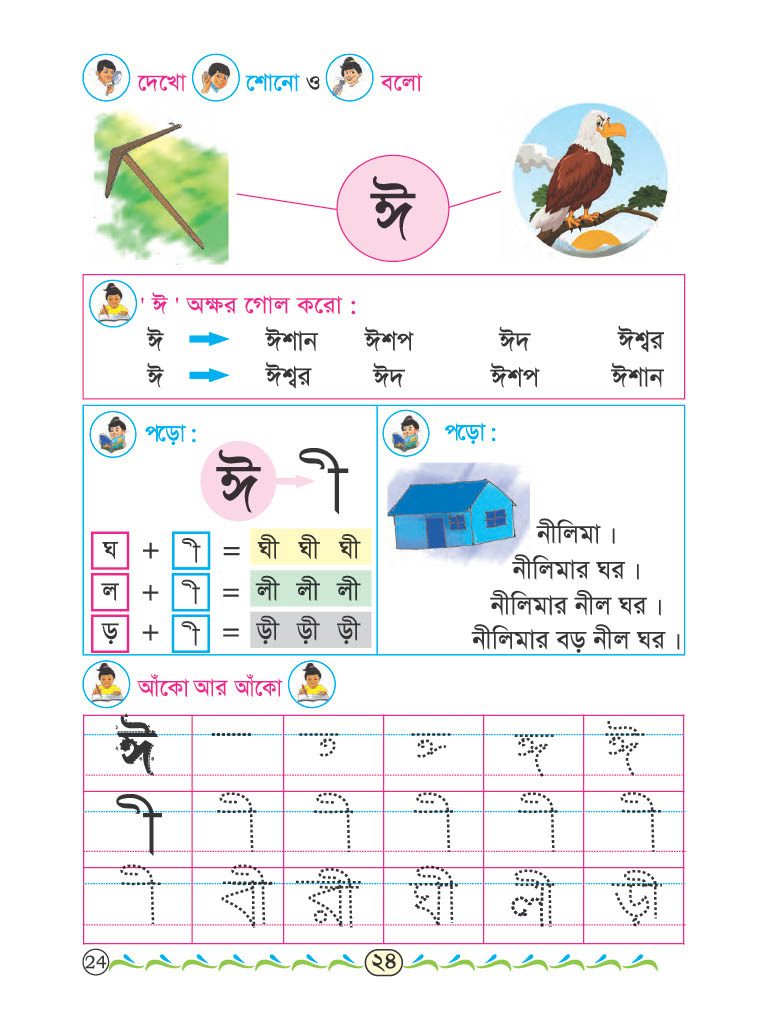 দেখো শোনো ও বলো
ঈ
' ঈ ' অক্ষর গোল করো :
ঈ ঈশান ঈশপ ঈদ ঈশ্বর
ঈ ঈশ্বর ঈদ ঈশপ ঈশান
পড়ো :
ঈ ী
ঘ + ী = ঘী ঘী ঘী
ল + ী = লী লী লী
ড় + ী = ড়ী ড়ী ড়ী
পড়ো :
নীলিমা ।
নীলিমার ঘর ।
নীলিমার নীল ঘর ।
নীলিমার বড় নীল ঘর ।
আঁকো আর আঁকো
ঈ ঈ
ী ী ী ী ী ী
ী বী ঘী লী ড়ী
24 ২৪